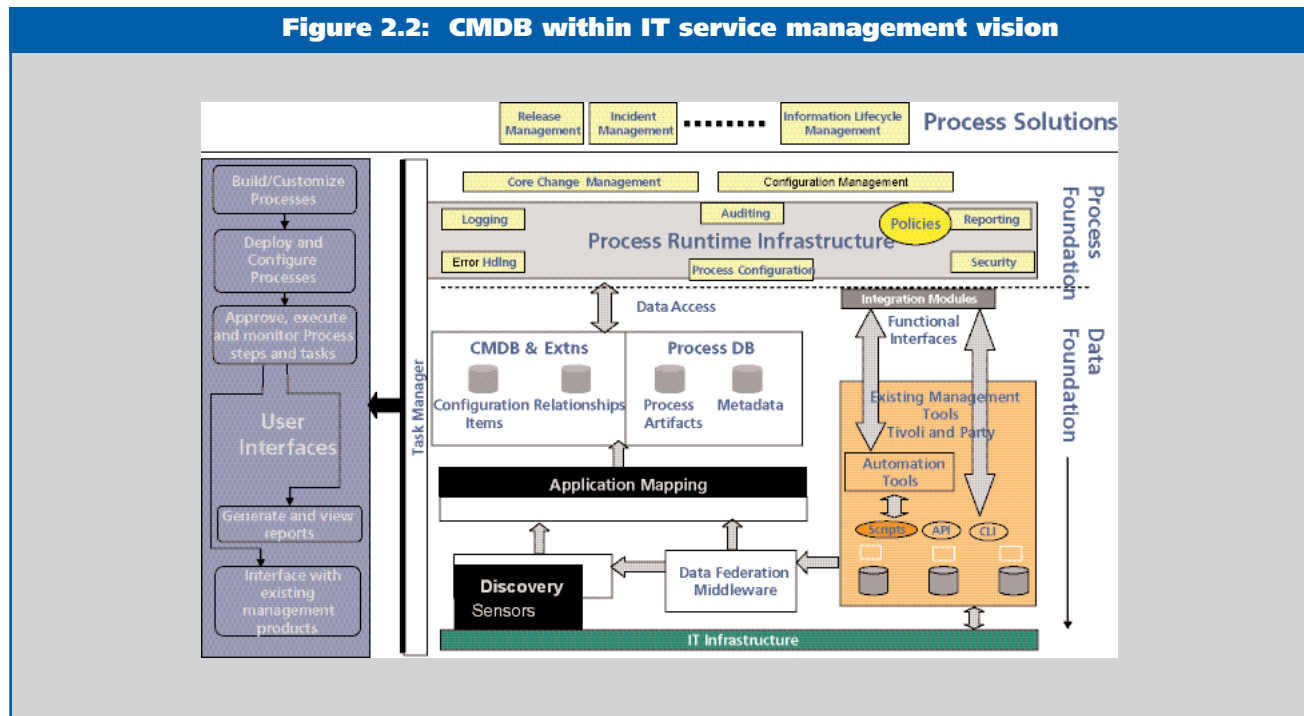 Figure 2.2: CMDB within IT service management vision
Release
Management
Incident
Management
Information Lifecycle
Management
Process Solutions
Build/Customize
Processes
Deploy and
Configure
Processes
Approve, execute
and monitor Process
steps and tasks
User
Interfaces
Generate and view
reports
Interface with
existing
management
products
Task Manager
Core Change Management
Configuration Management
Logging
Auditing
Policies
Reporting
Process Runtime Infrastructure
Error Hdlng
Process Configuration
Security
Process
Foundation
Data Access
Integration Modules
Functional
Interfaces
Data
Foundation
CMDB & Extns
Process DB
Configuration
Items
Relationships
Process
Artifacts
Metadata
Existing Management
Tools
Tivoli and Party
Automation
Tools
Scripts
API
CLI
Application Mapping
Discovery
Sensors
Data Federation
Middleware
IT Infrastructure